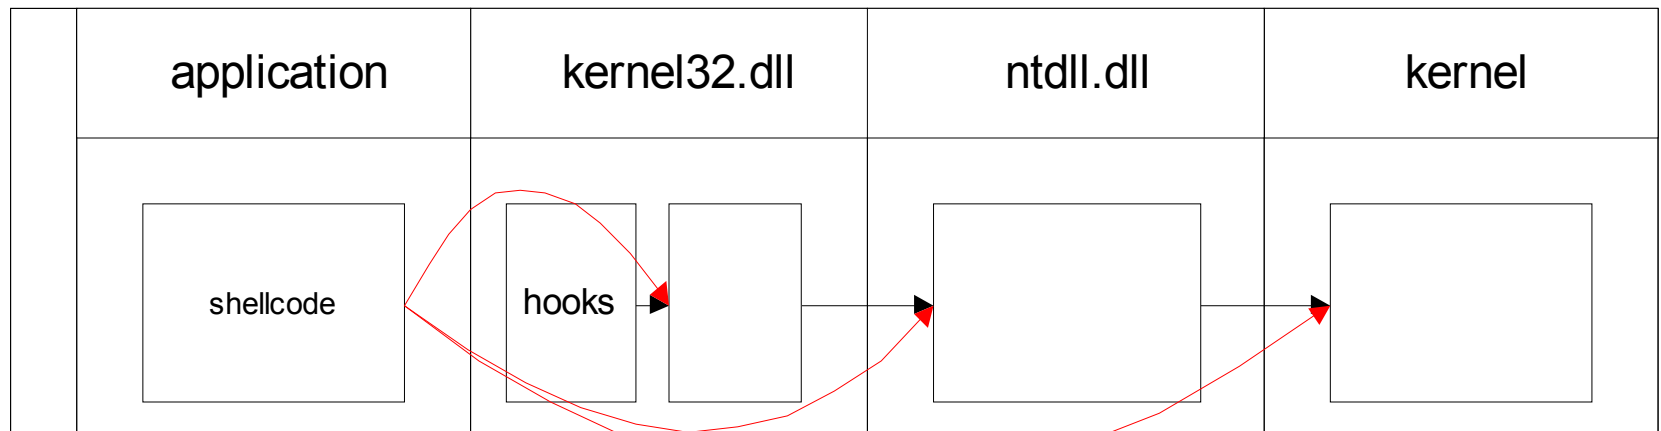 application
kernel32.dll
ntdll.dll
kernel
shellcode
hooks